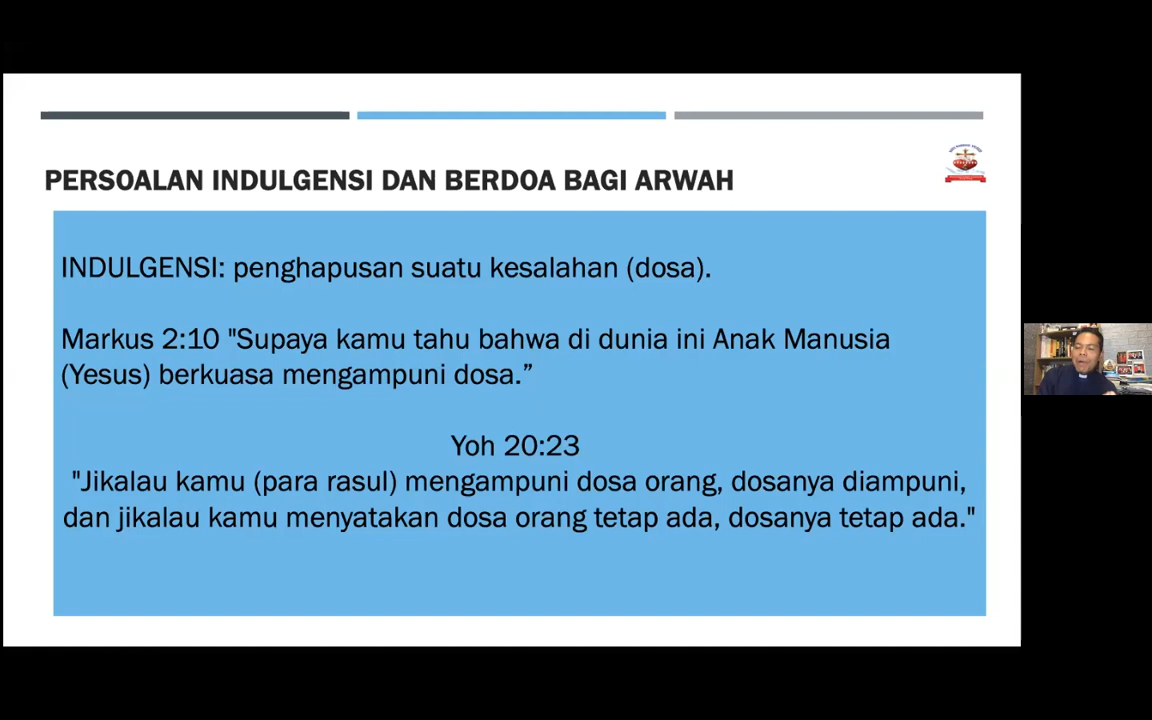 PERSOALAN INDULGENSI DAN BERDOA BAGI ARWAH
INDULGENSI: penghapusan suatu kesalahan (dosa).
Markus 2:10 "Supaya kamu tahu bahwa di dunia ini Anak Manusia
(Yesus) berkuasa mengampuni dosa.”
Yoh 20:23
"Jikalau kamu (para rasul) mengampuni dosa orang, dosanya diampuni,
dan jikalau kamu menyatakan dosa orang tetap ada, dosanya tetap ada."